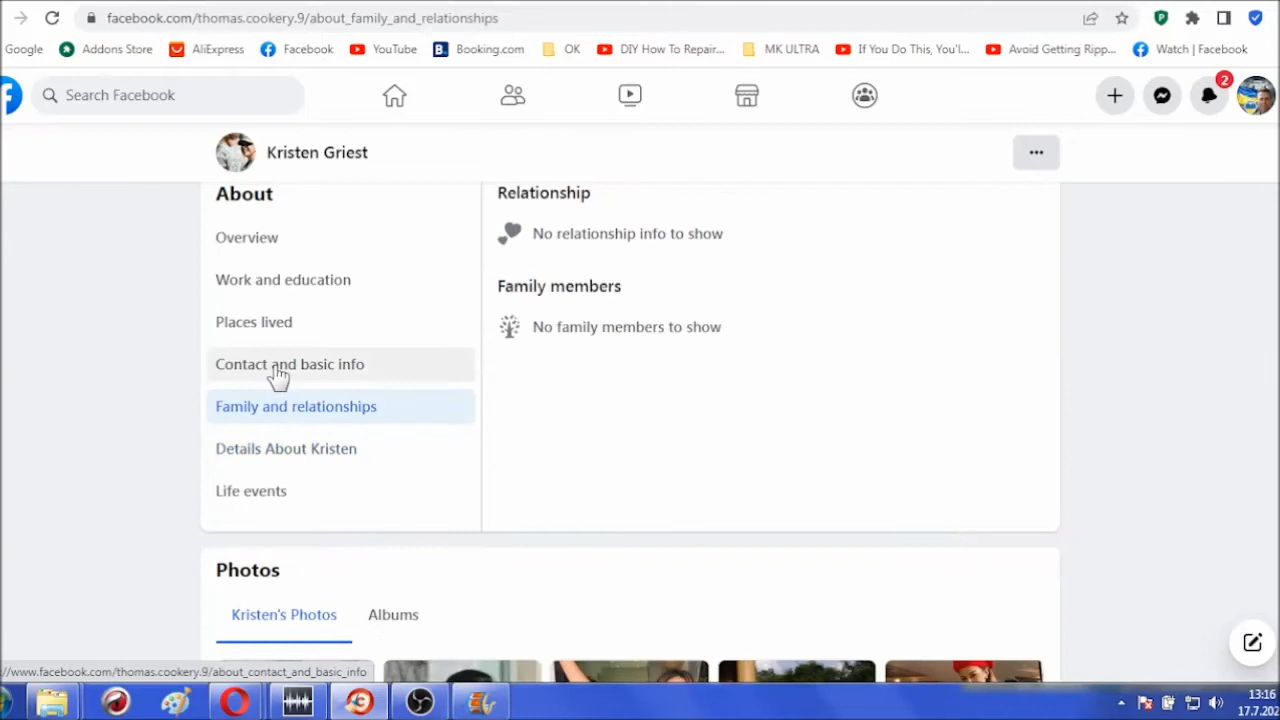 facebook.com/thomas.cookery.9/about_family_and_relationships
Google Addons Store AliExpress Facebook YouTube Booking.com OK DIY How To Repair... MK ULTRA If You Do This, You'l... Avoid Getting Ripp... Watch | Facebook
Search Facebook
2
Kristen Griest
About
Overview
Work and education
Places lived
Contact and basic info
Family and relationships
Details About Kristen
Life events
Relationship
No relationship info to show
Family members
No family members to show
Photos
Kristen's Photos Albums
//www.facebook.com/thomas.cookery.9/about_contact_and_basic_info
13:16
17.7.202